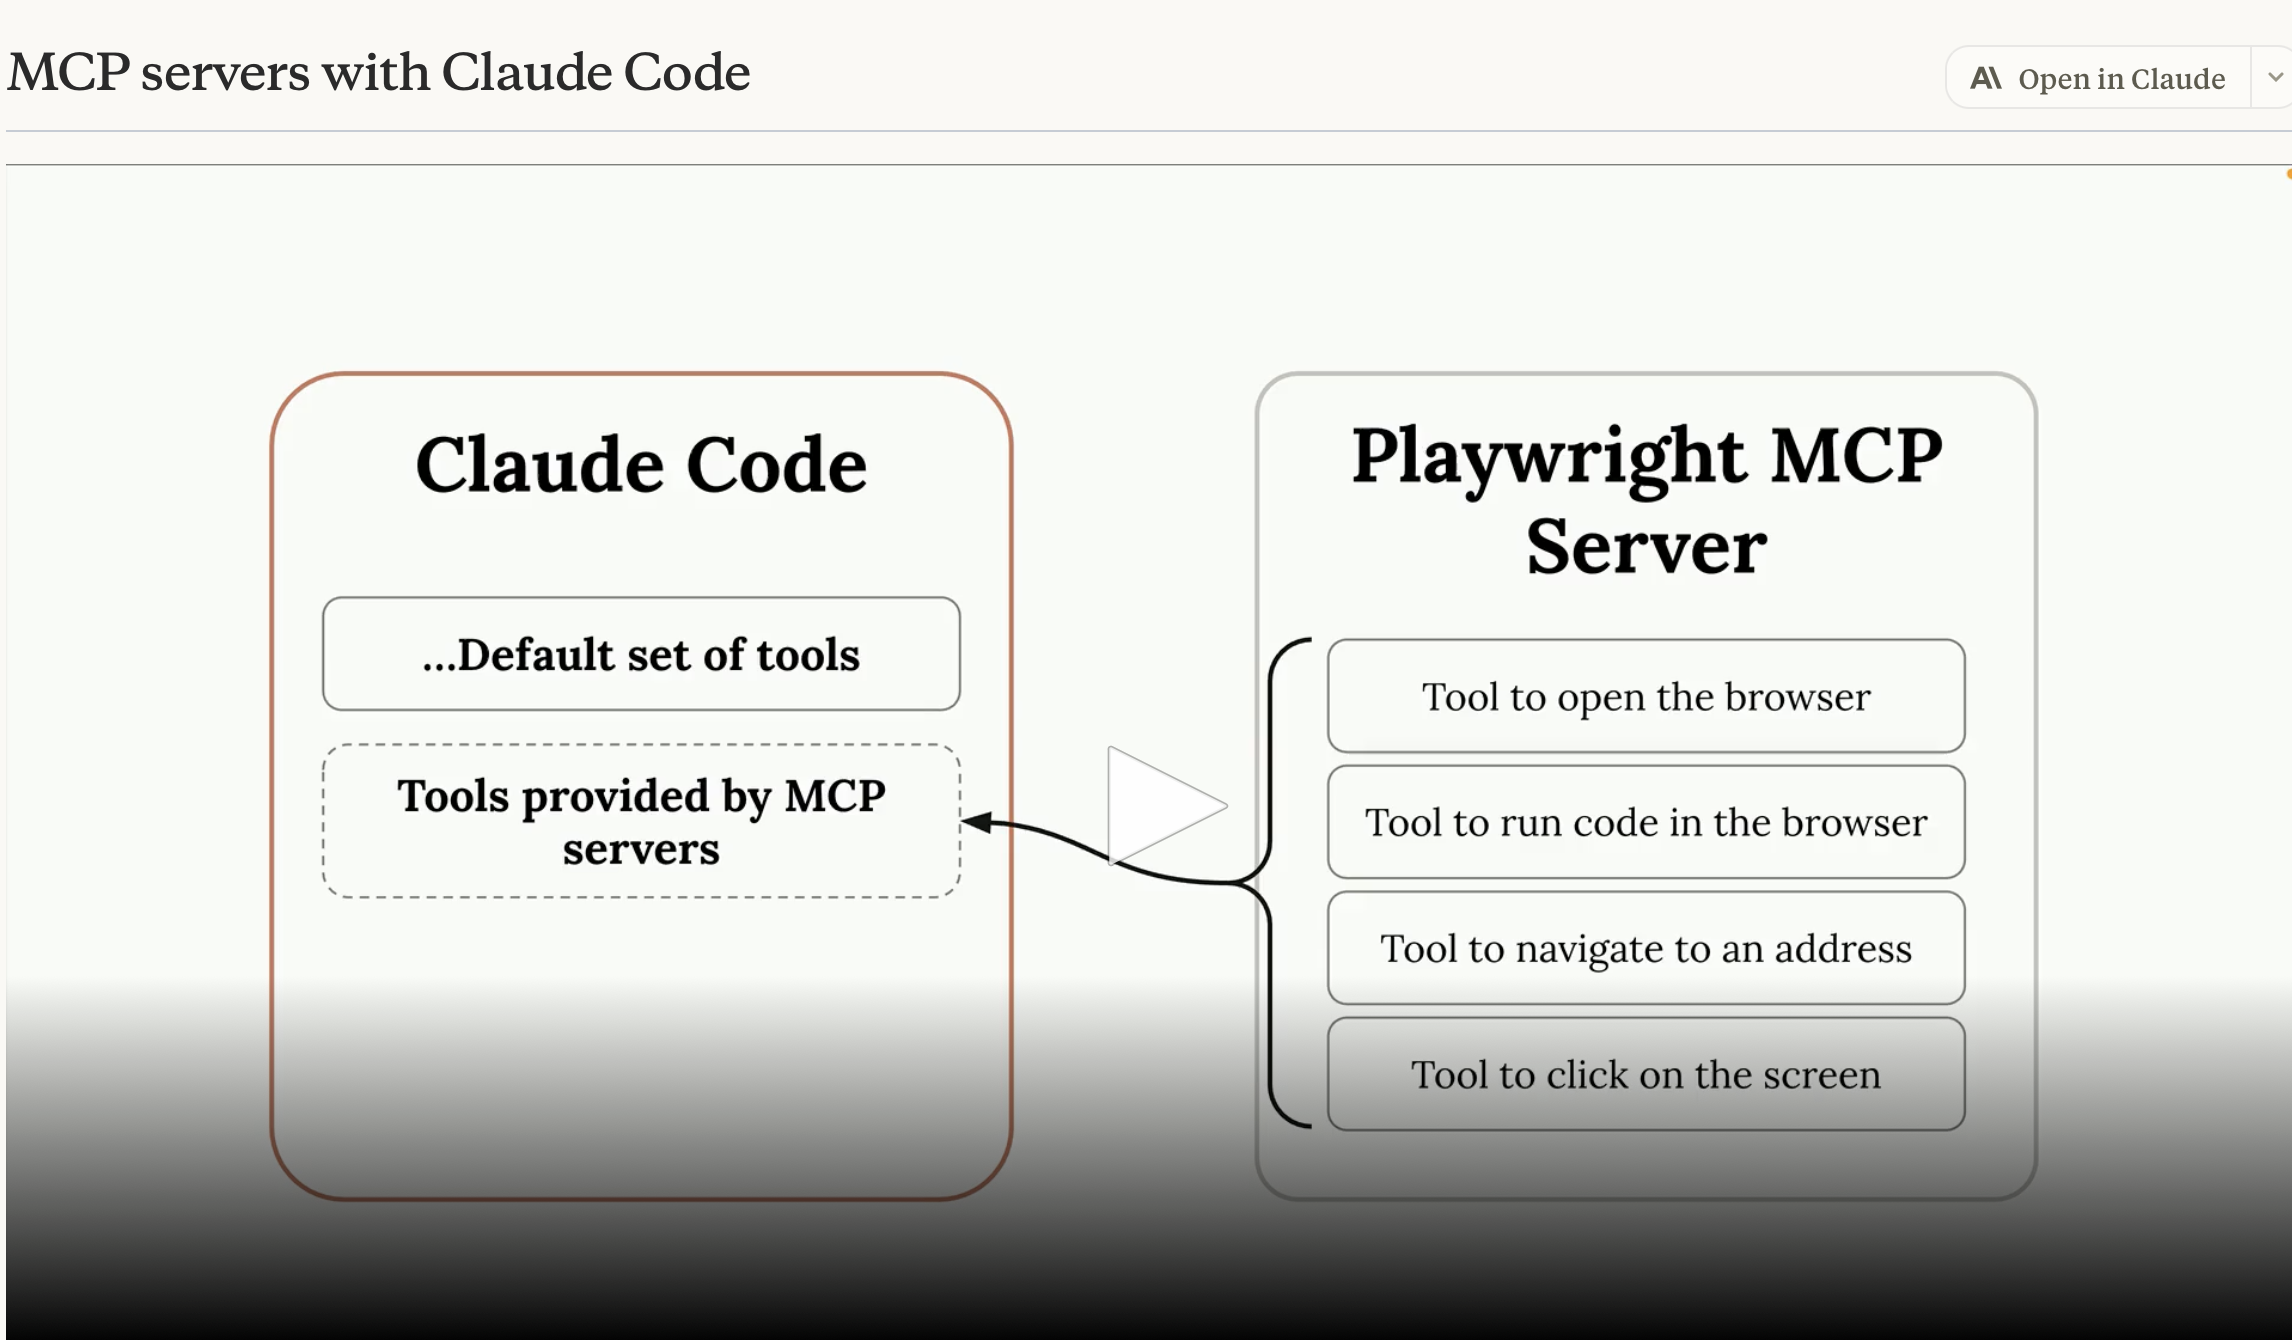 MCP servers with Claude Code
Open in Claude
Claude Code
...Default set of tools
Tools provided by MCP
servers
Playwright MCP
Server
Tool to open the browser
Tool to run code in the browser
Tool to navigate to an address
Tool to click on the screen